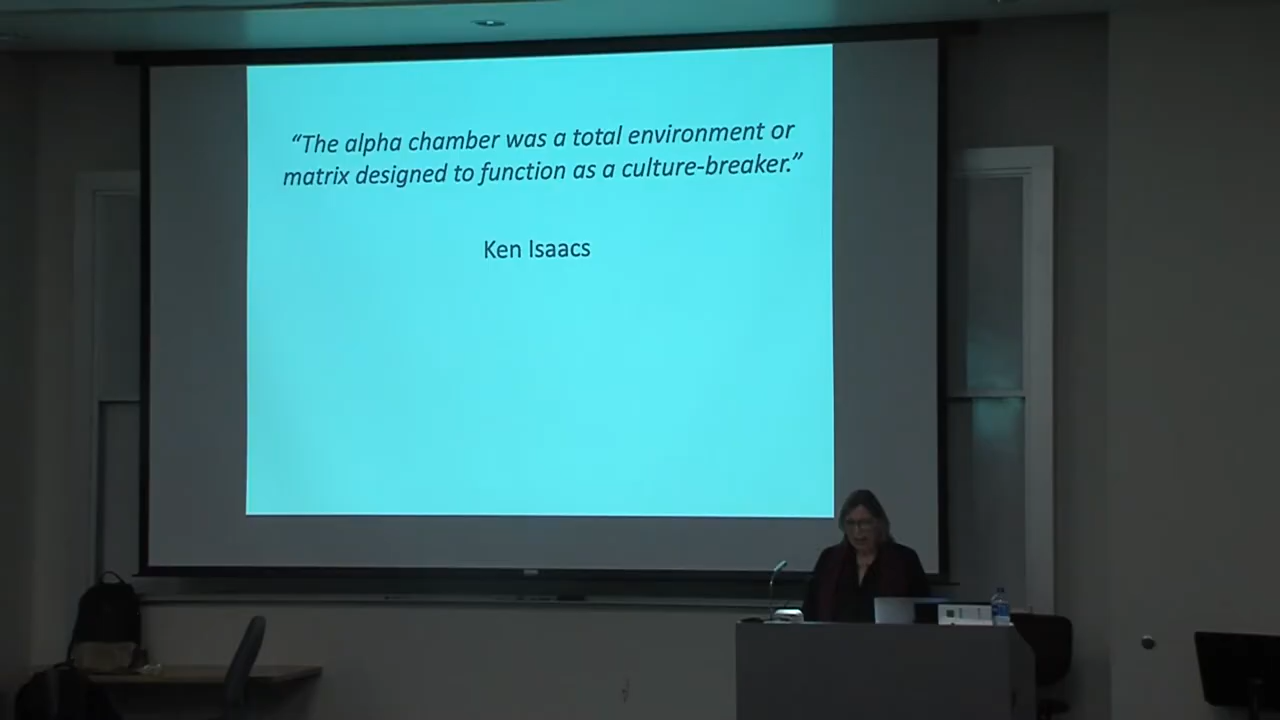 “The alpha chamber was a total environment or
matrix designed to function as a culture-breaker.”
Ken Isaacs